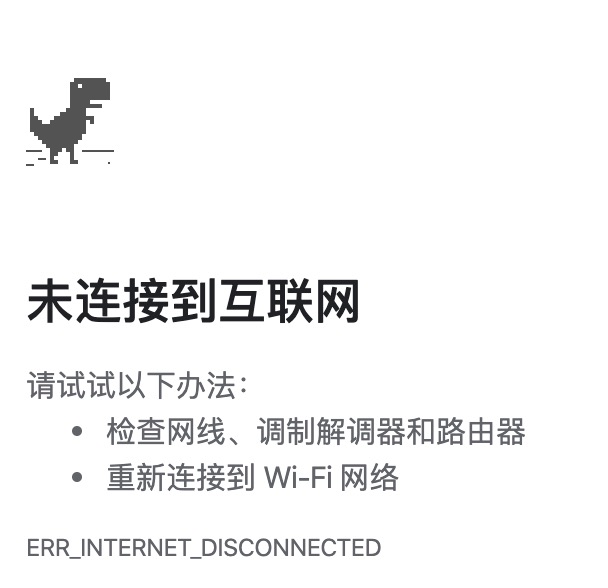 未连接到互联网
请试试以下办法：
• 检查网线、调制解调器和路由器
• 重新连接到 Wi-Fi 网络
ERR_INTERNET_DISCONNECTED